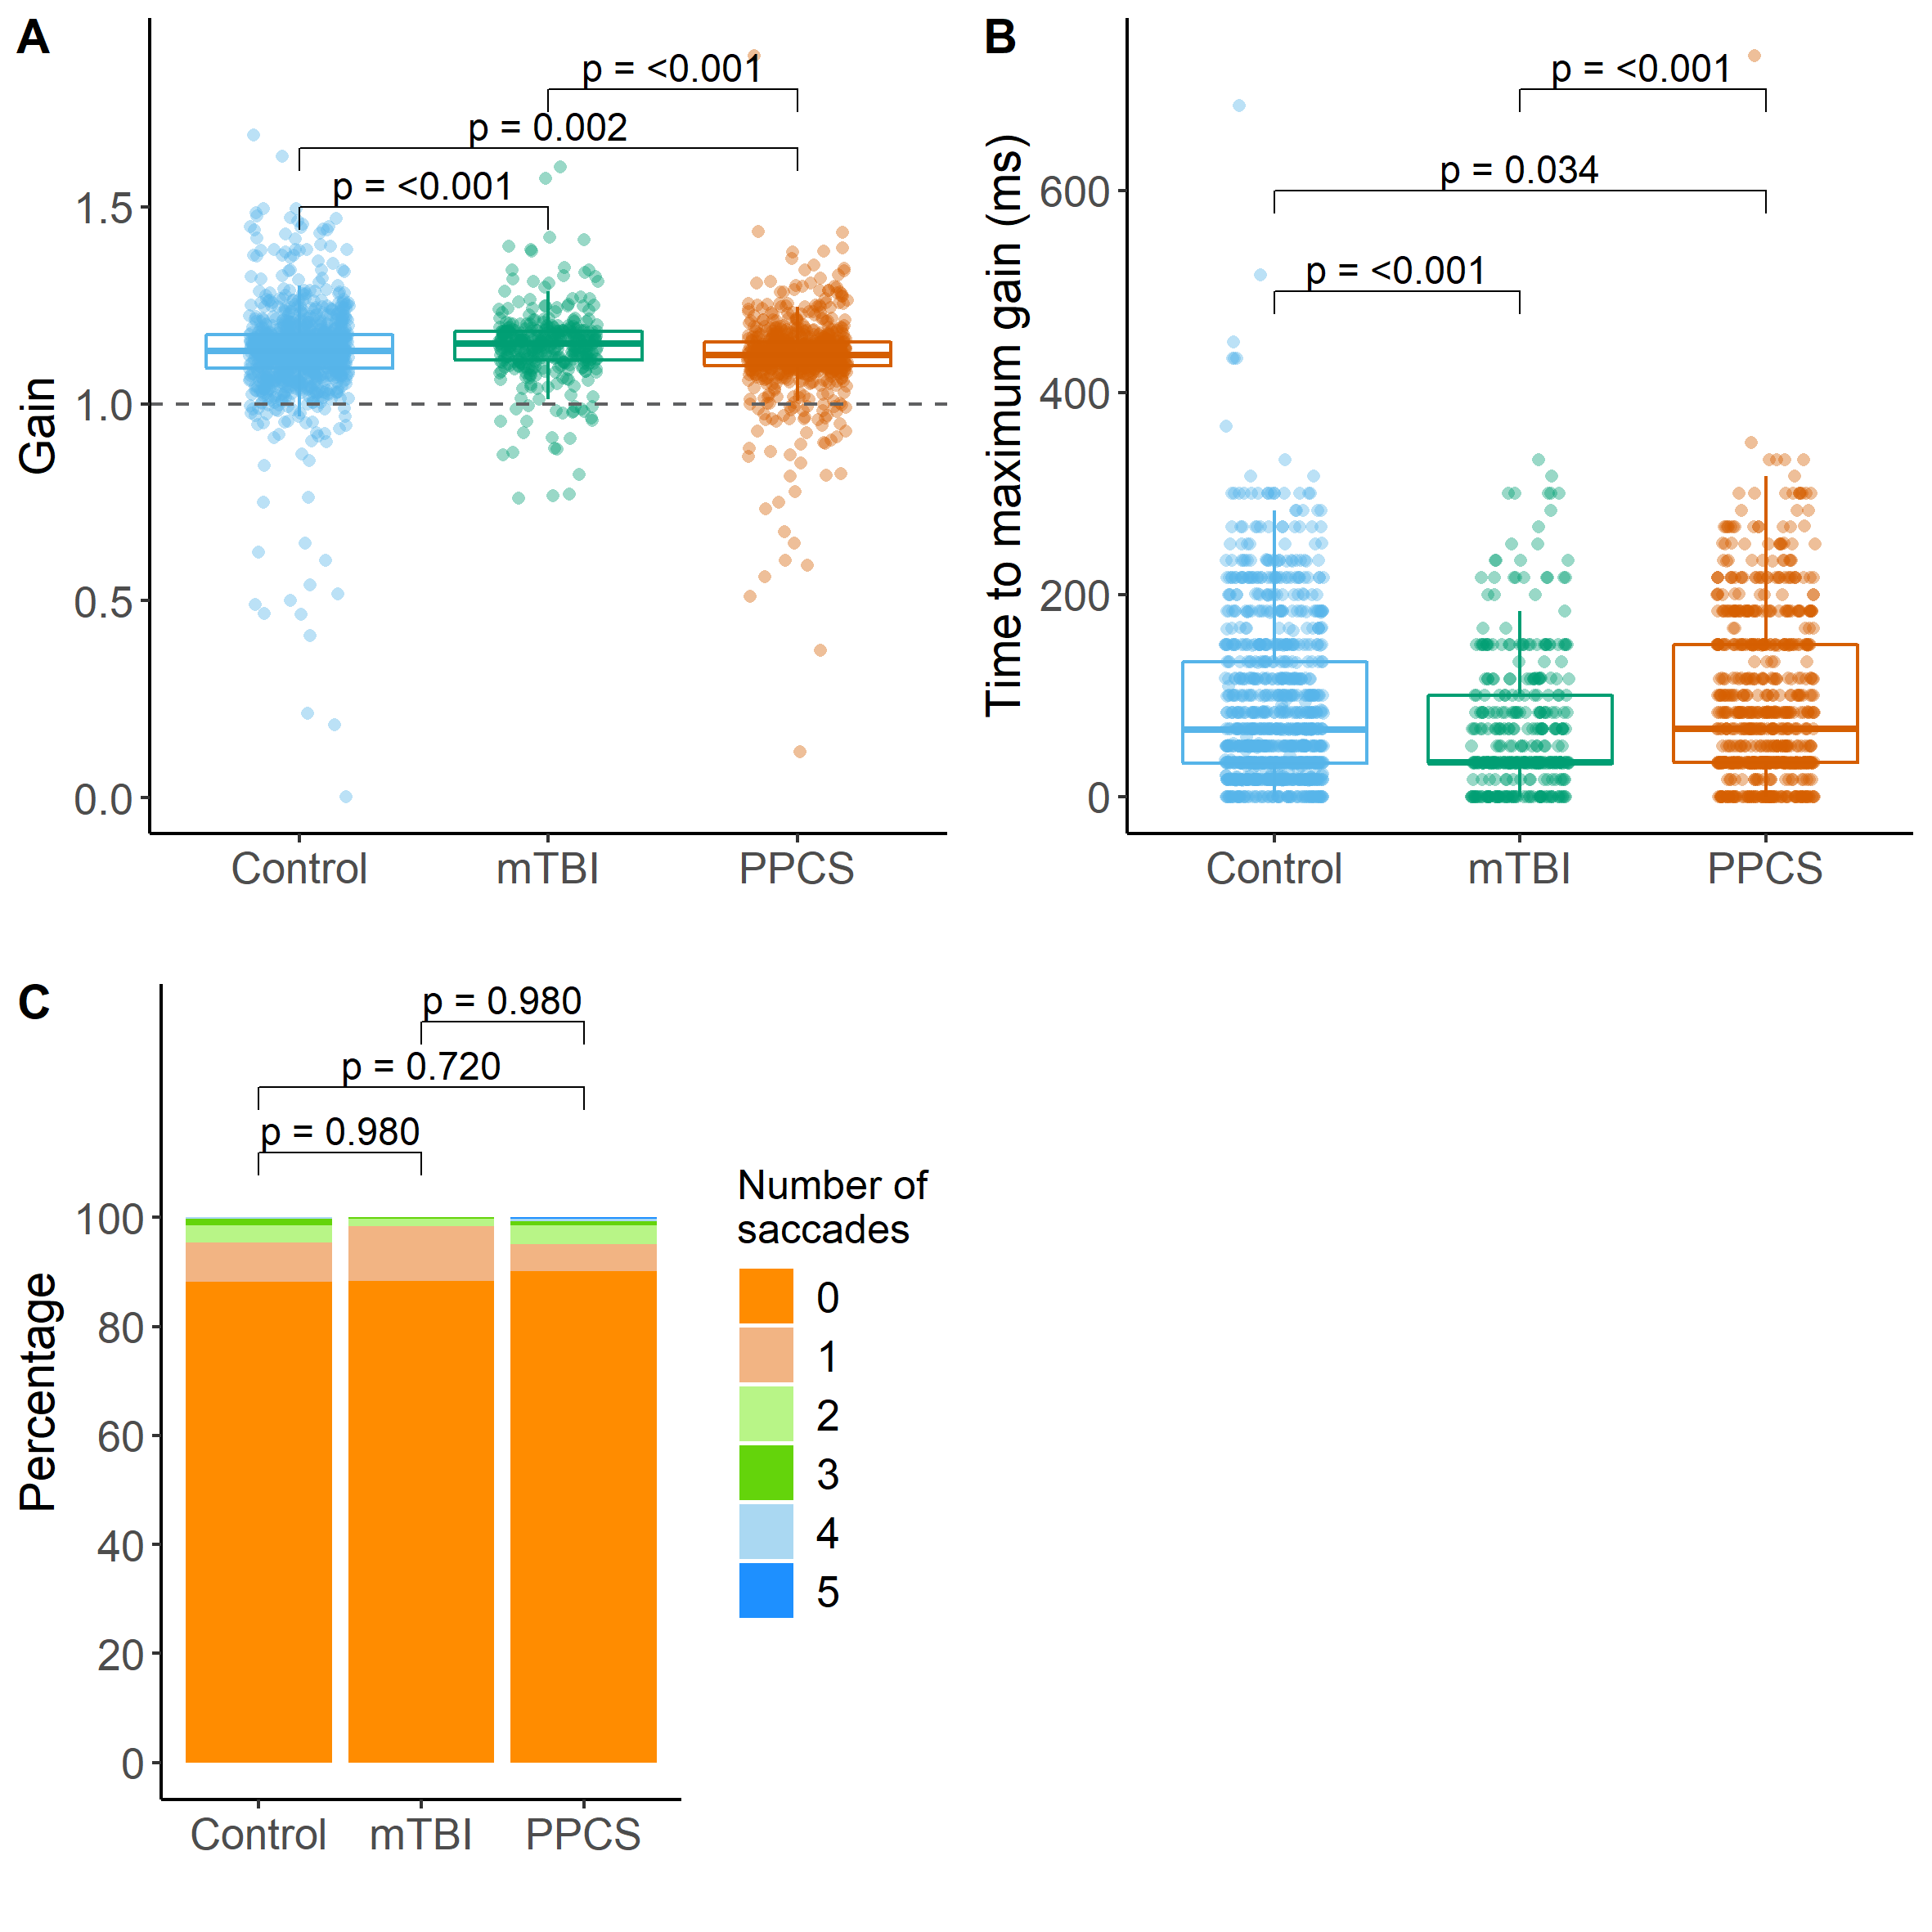 A
p = <0.001
p = 0.002
p = <0.001
Gain
1.5
1.0
0.5
0.0
Control mTBI PPCS
B
p = <0.001
p = 0.034
p = <0.001
Time to maximum gain (ms)
600
400
200
0
Control mTBI PPCS
C
p = 0.980
p = 0.720
p = 0.980
Percentage
100
80
60
40
20
0
Control mTBI PPCS
Number of
saccades
0
1
2
3
4
5